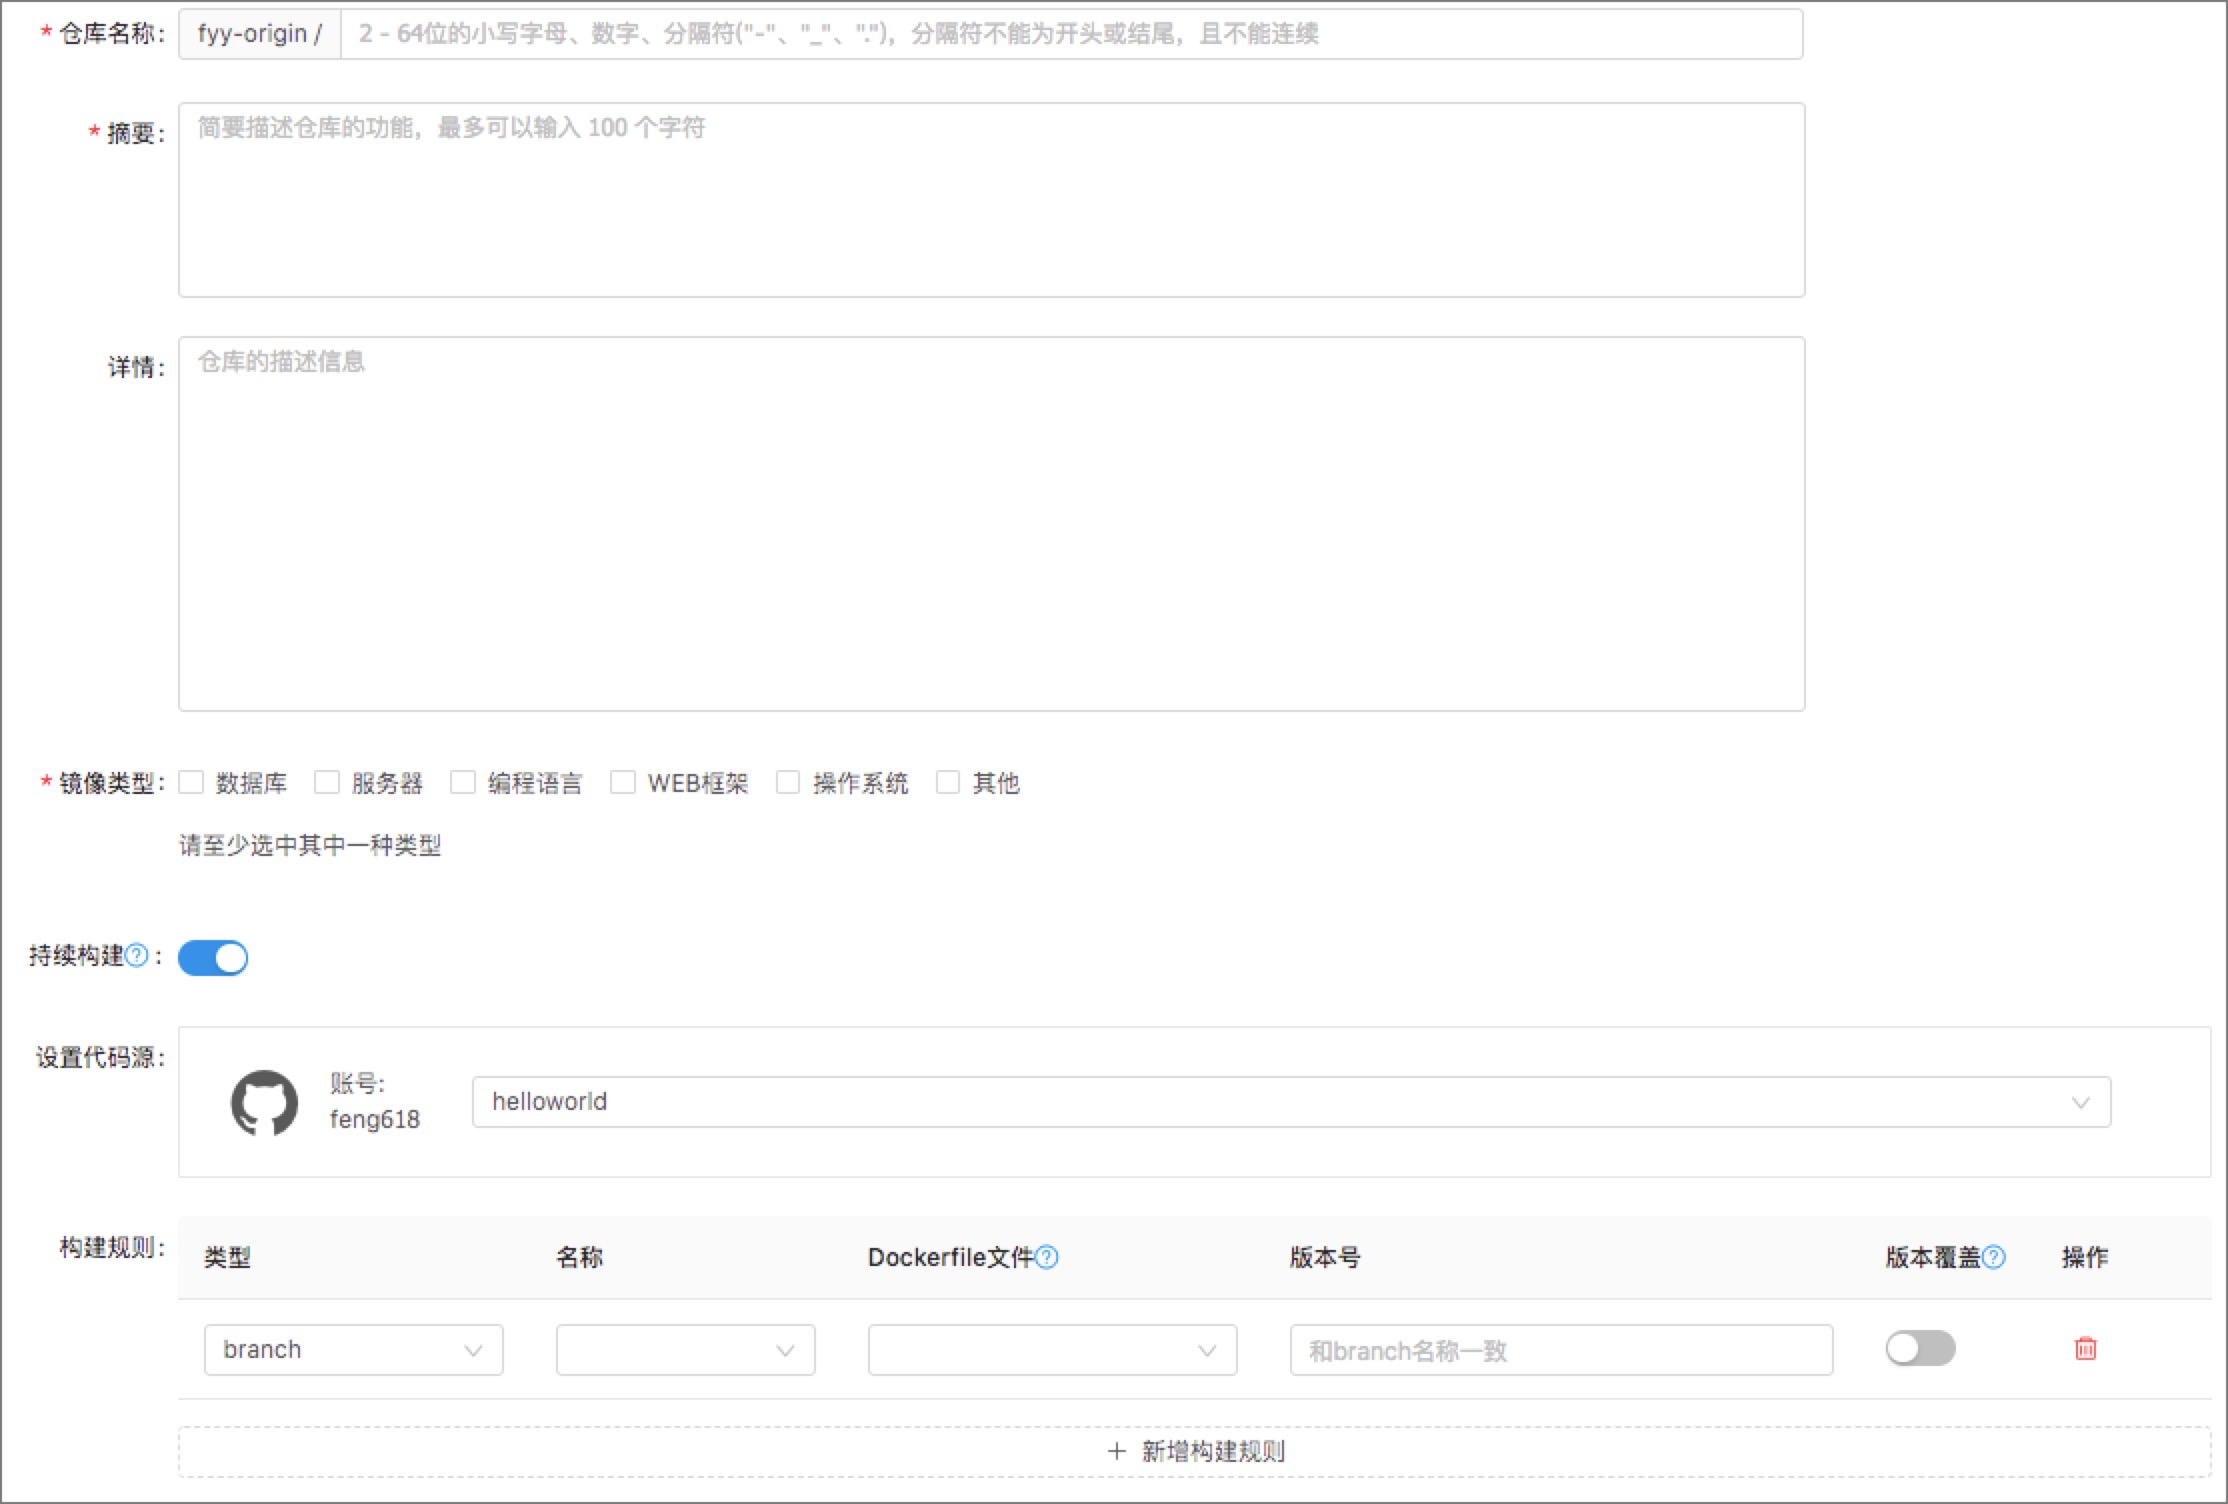 * 仓库名称： fyy-origin / 2 - 64位的小写字母、数字、分隔符("-"、"_"、".")，分隔符不能为开头或结尾，且不能连续
* 摘要： 简要描述仓库的功能，最多可以输入 100 个字符
详情： 仓库的描述信息
* 镜像类型： 数据库 服务器 编程语言 WEB框架 操作系统 其他
请至少选中其中一种类型
持续构建?：
设置代码源：
账号:
feng618
helloworld
构建规则： 类型 名称 Dockerfile文件? 版本号 版本覆盖? 操作
branch 和branch名称一致
+ 新增构建规则